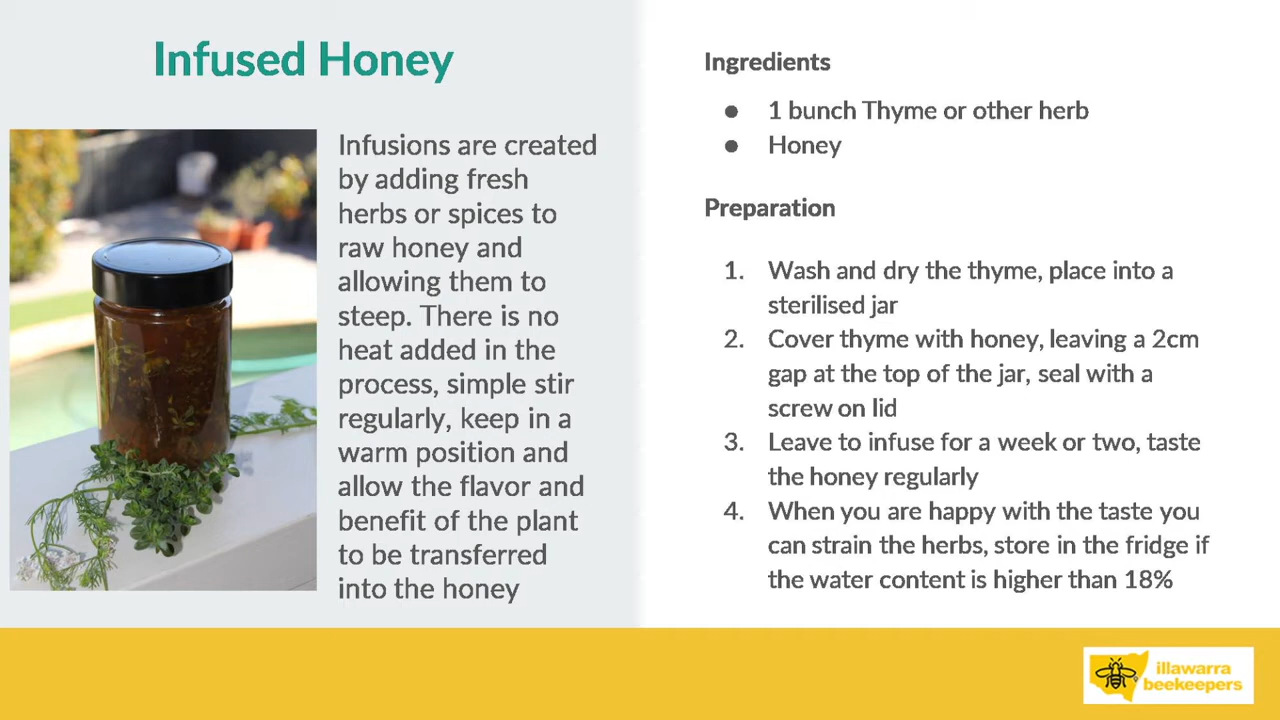 Infused Honey
Infusions are created
by adding fresh
herbs or spices to
raw honey and
allowing them to
steep. There is no
heat added in the
process, simple stir
regularly, keep in a
warm position and
allow the flavor and
benefit of the plant
to be transferred
into the honey
Ingredients
● 1 bunch Thyme or other herb
● Honey
Preparation
1. Wash and dry the thyme, place into a
sterilised jar
2. Cover thyme with honey, leaving a 2cm
gap at the top of the jar, seal with a
screw on lid
3. Leave to infuse for a week or two, taste
the honey regularly
4. When you are happy with the taste you
can strain the herbs, store in the fridge if
the water content is higher than 18%
illawarra
beekeepers